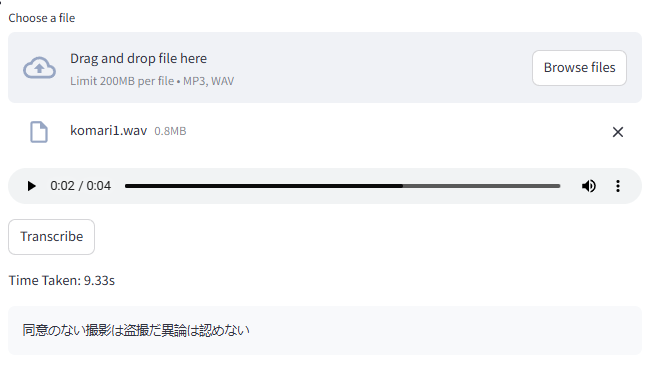 Choose a file
Drag and drop file here
Browse files
Limit 200MB per file • MP3, WAV
komari1.wav 0.8MB
0:02 / 0:04
Transcribe
Time Taken: 9.33s
同意のない撮影は盗撮だ異論は認めない